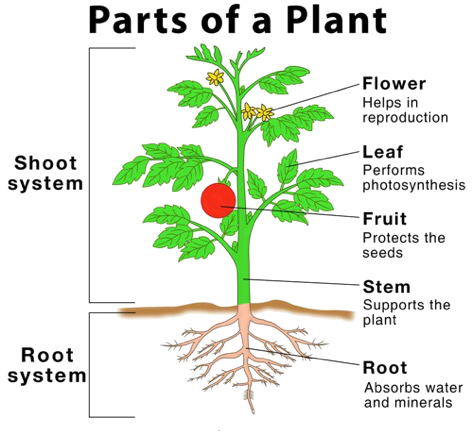 Parts of a Plant
Flower
Helps in
reproduction
Leaf
Performs
photosynthesis
Shoot
system
Fruit
Protects the
seeds
Stem
Supports the
plant
Root
system
Root
Absorbs water
and minerals